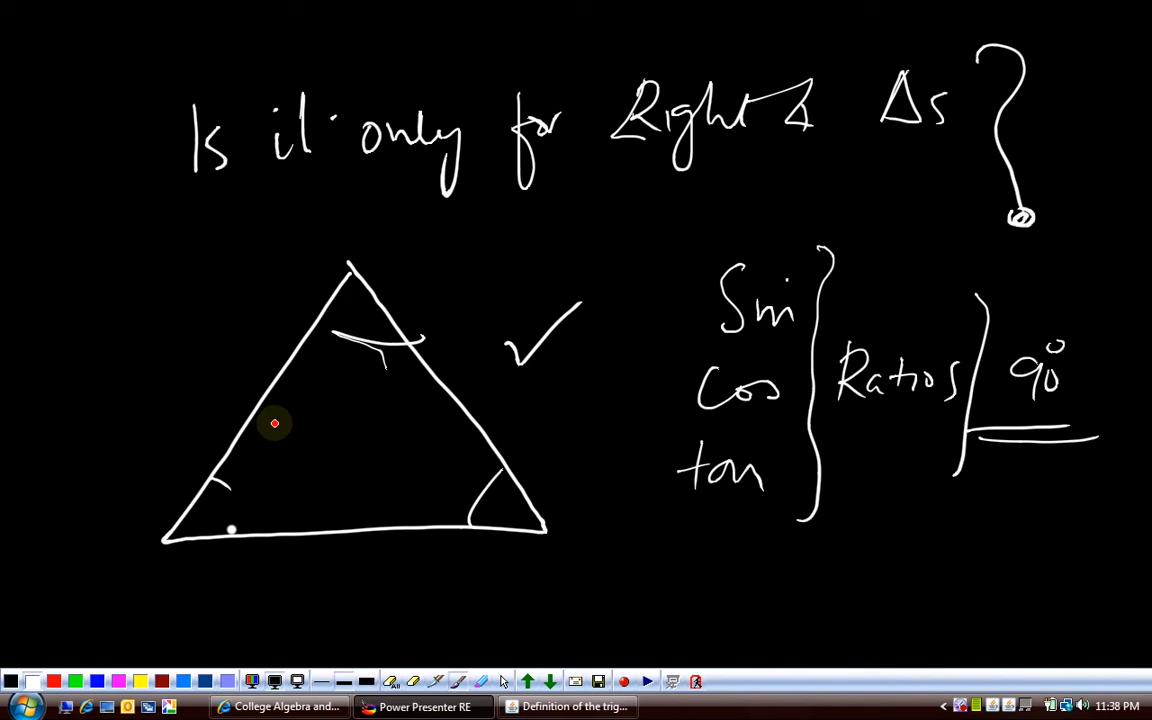 Is it only for Right ∠ Δs ?
Sin
Cos
tan
Ratios
90°
All
College Algebra and...
Power Presenter RE
Definition of the trig...
11:38 PM